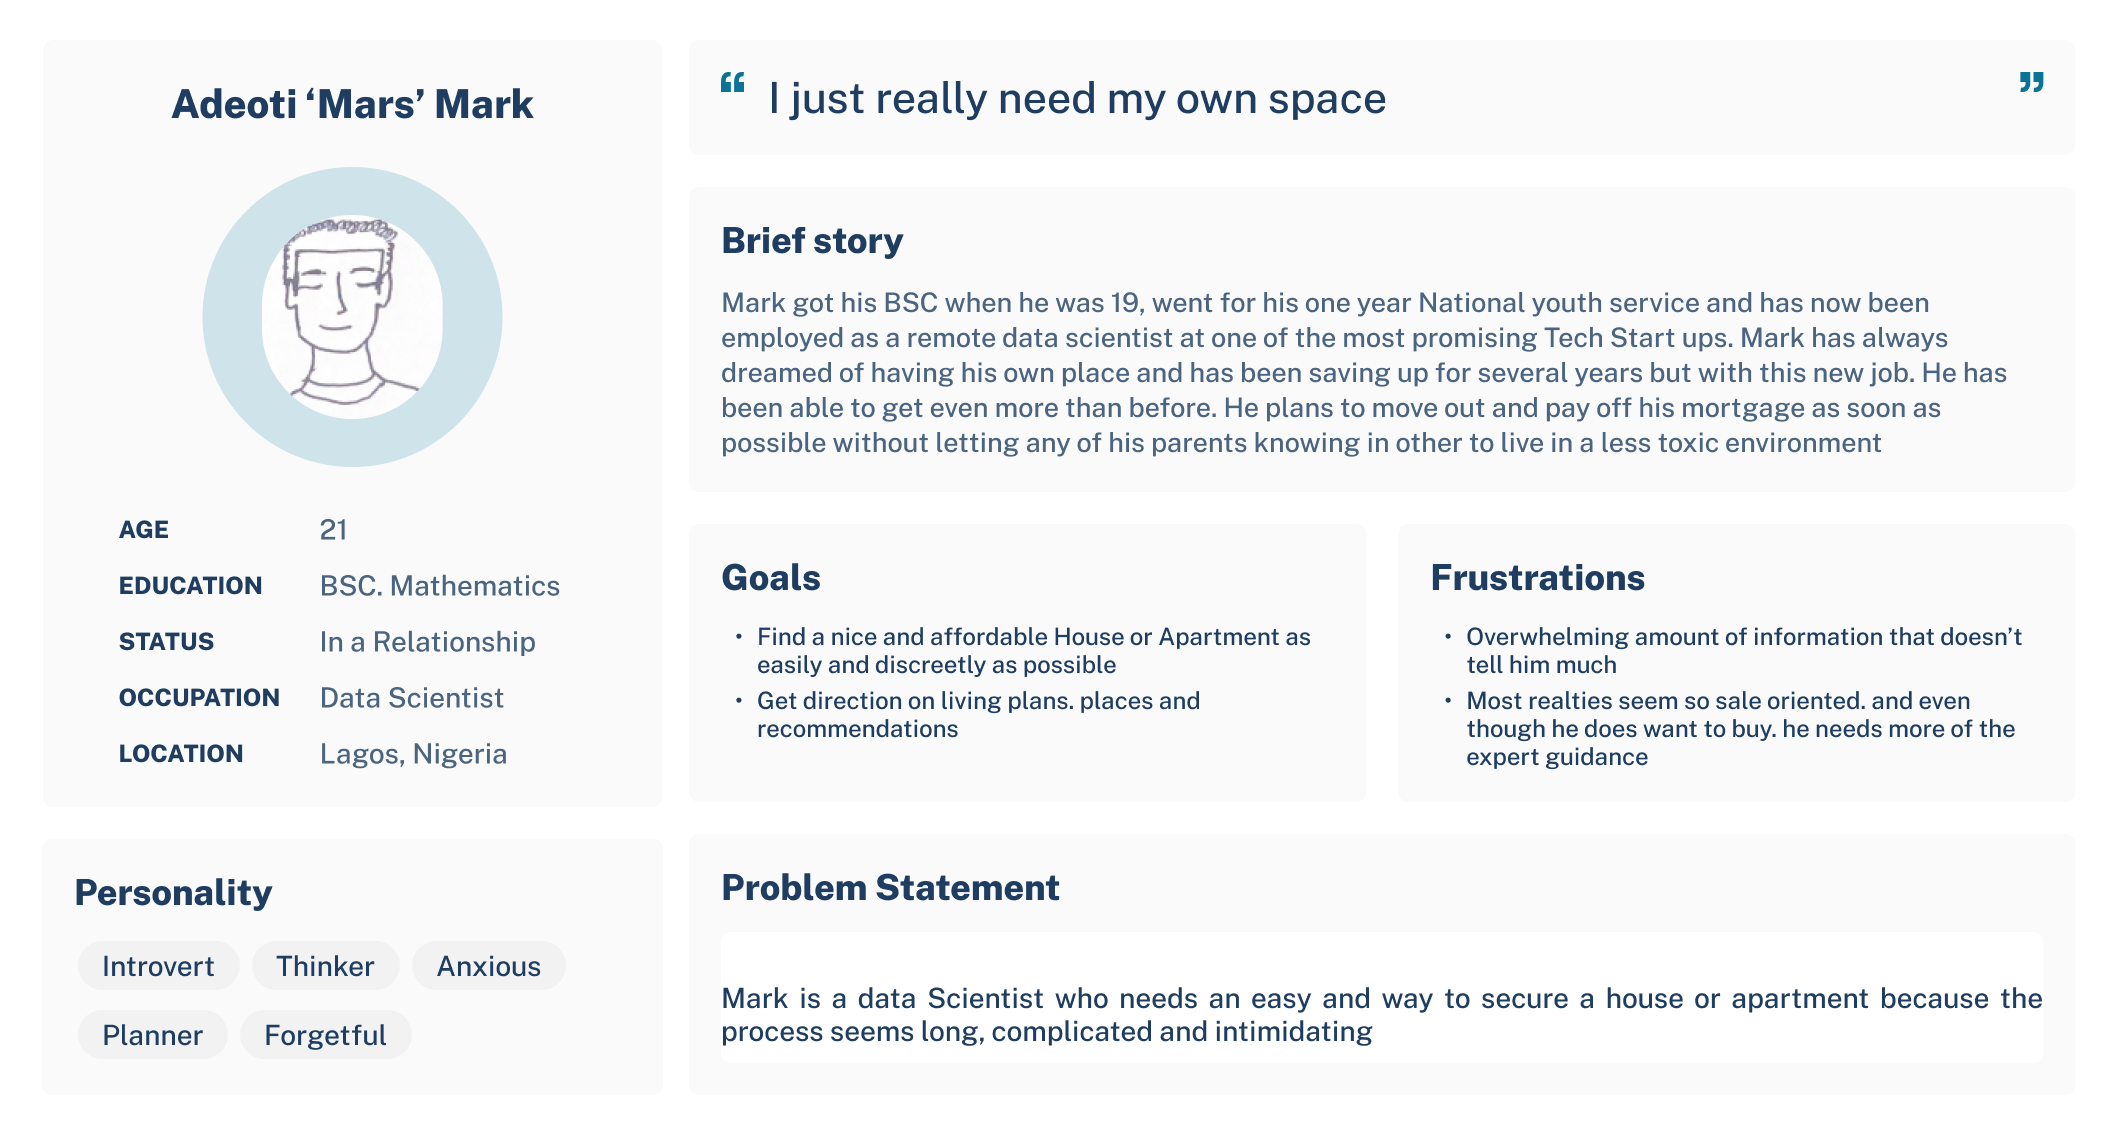 Adeoti ‘Mars’ Mark
AGE 21
EDUCATION BSC. Mathematics
STATUS In a Relationship
OCCUPATION Data Scientist
LOCATION Lagos, Nigeria
Personality
Introvert Thinker Anxious
Planner Forgetful
“ I just really need my own space ”
Brief story
Mark got his BSC when he was 19, went for his one year National youth service and has now been
employed as a remote data scientist at one of the most promising Tech Start ups. Mark has always
dreamed of having his own place and has been saving up for several years but with this new job. He has
been able to get even more than before. He plans to move out and pay off his mortgage as soon as
possible without letting any of his parents knowing in other to live in a less toxic environment
Goals
• Find a nice and affordable House or Apartment as
easily and discreetly as possible
• Get direction on living plans. places and
recommendations
Frustrations
• Overwhelming amount of information that doesn’t
tell him much
• Most realties seem so sale oriented. and even
though he does want to buy. he needs more of the
expert guidance
Problem Statement
Mark is a data Scientist who needs an easy and way to secure a house or apartment because the
process seems long, complicated and intimidating